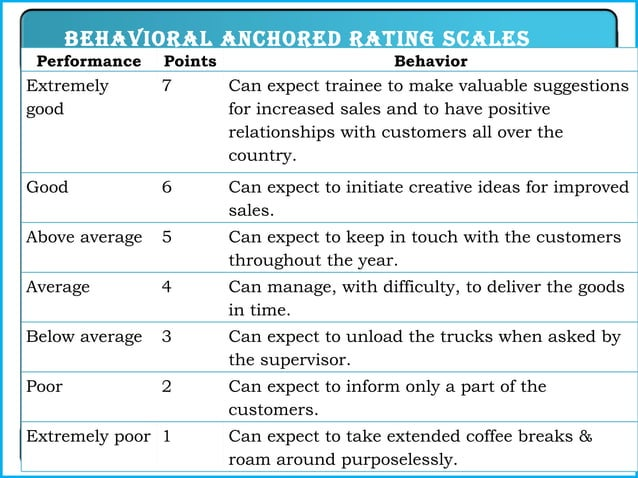 BEHAVIORAL ANCHORED RATING SCALES
Performance Points Behavior
Extremely 7 Can expect trainee to make valuable suggestions
good for increased sales and to have positive
relationships with customers all over the
country.
Good 6 Can expect to initiate creative ideas for improved
sales.
Above average 5 Can expect to keep in touch with the customers
throughout the year.
Average 4 Can manage, with difficulty, to deliver the goods
in time.
Below average 3 Can expect to unload the trucks when asked by
the supervisor.
Poor 2 Can expect to inform only a part of the
customers.
Extremely poor 1 Can expect to take extended coffee breaks &
roam around purposelessly.